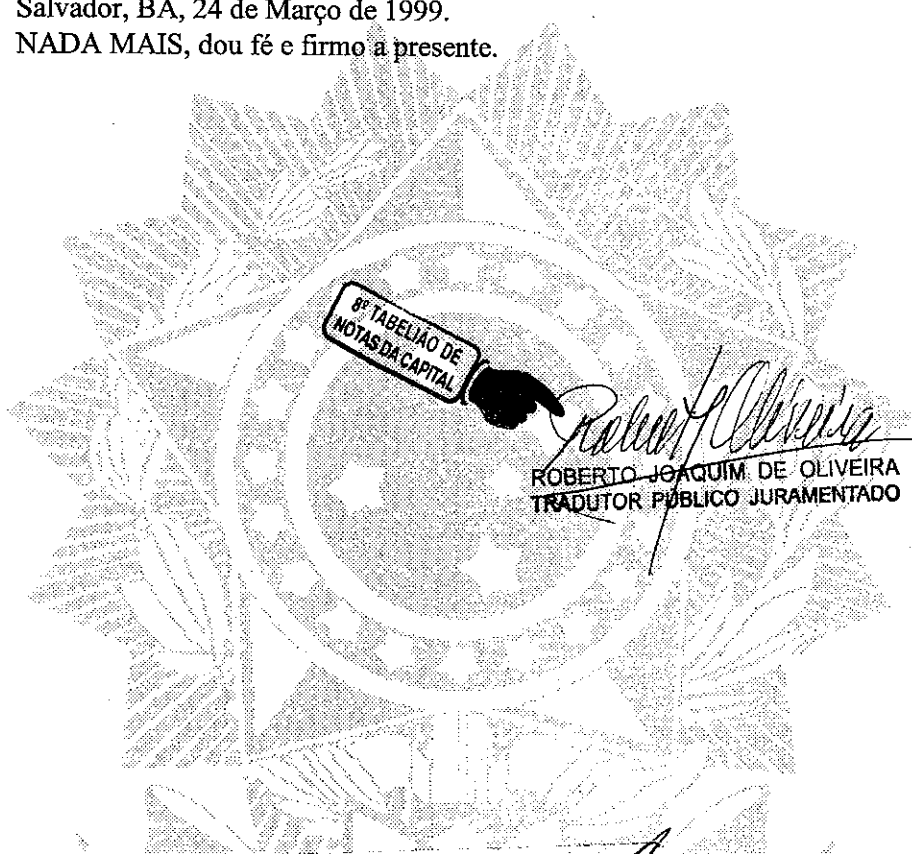 Salvador, BA, 24 de Março de 1999.
NADA MAIS, dou fé e firmo a presente.
8º TABELIÃO DE
NOTAS DA CAPITAL
ROBERTO JOAQUIM DE OLIVEIRA
TRADUTOR PÚBLICO JURAMENTADO